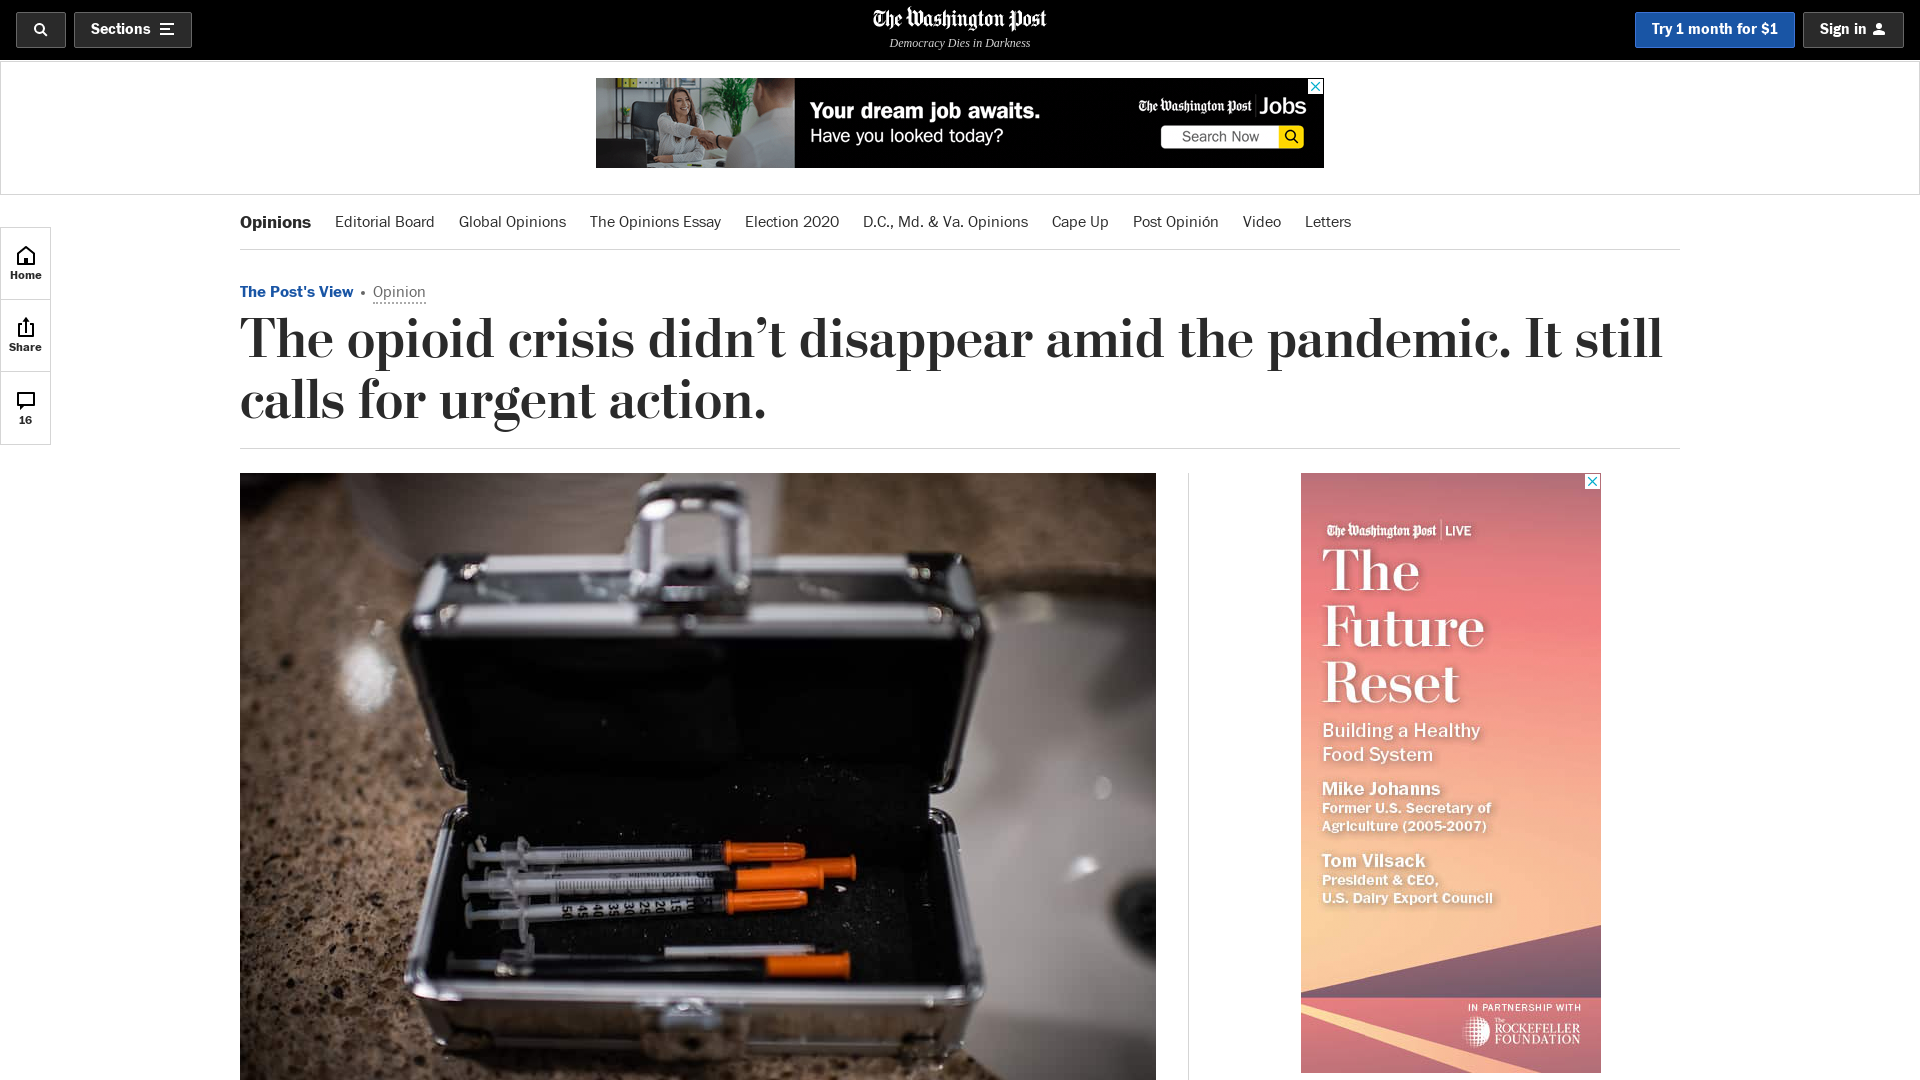 Sections
The Washington Post
Democracy Dies in Darkness
Try 1 month for $1
Sign in
Your dream job awaits.
Have you looked today?
The Washington Post Jobs
Search Now
Opinions Editorial Board Global Opinions The Opinions Essay Election 2020 D.C., Md. & Va. Opinions Cape Up Post Opinión Video Letters
Home
Share
16
The Post's View • Opinion
The opioid crisis didn’t disappear amid the pandemic. It still
calls for urgent action.
The Washington Post LIVE
The
Future
Reset
Building a Healthy
Food System
Mike Johanns
Former U.S. Secretary of
Agriculture (2005-2007)
Tom Vilsack
President & CEO,
U.S. Dairy Export Council
IN PARTNERSHIP WITH
The
ROCKEFELLER
FOUNDATION